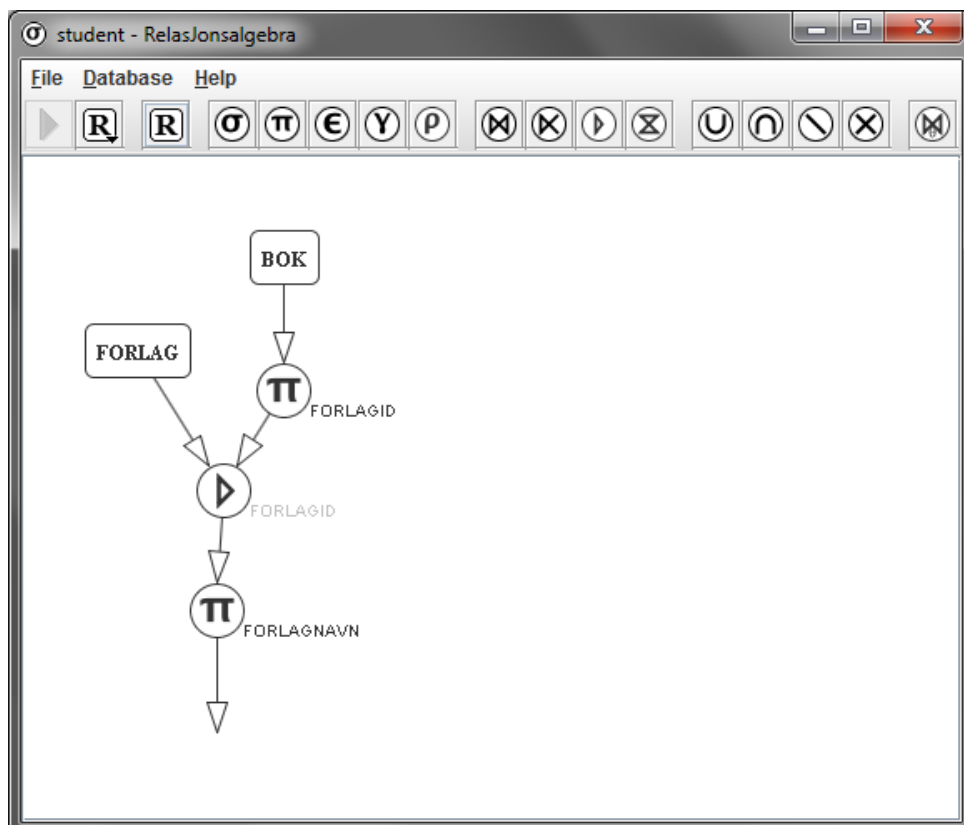 σ student - RelasJonsalgebra
File Database Help
R R σ π ϵ γ ρ ⋈ ⋉ ▷ ⧖ ∪ ∩ \ ×
BOK
FORLAG
π FORLAGID
▷ FORLAGID
π FORLAGNAVN